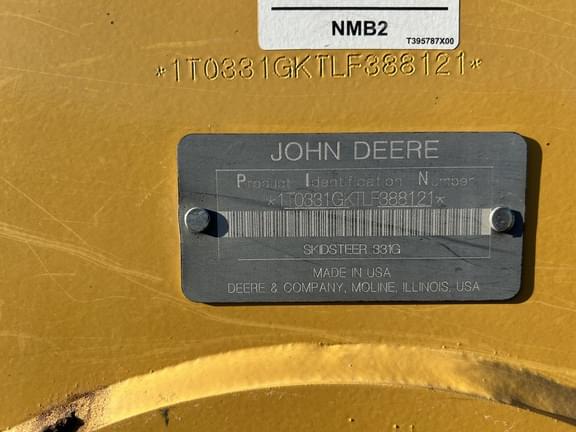 NMB2
T395787X00
*1T0331GKTLF388121*
JOHN DEERE
Product Identification Number
*1T0331GKTLF388121*
SKIDSTEER 331G
MADE IN USA
DEERE & COMPANY, MOLINE, ILLINOIS, USA